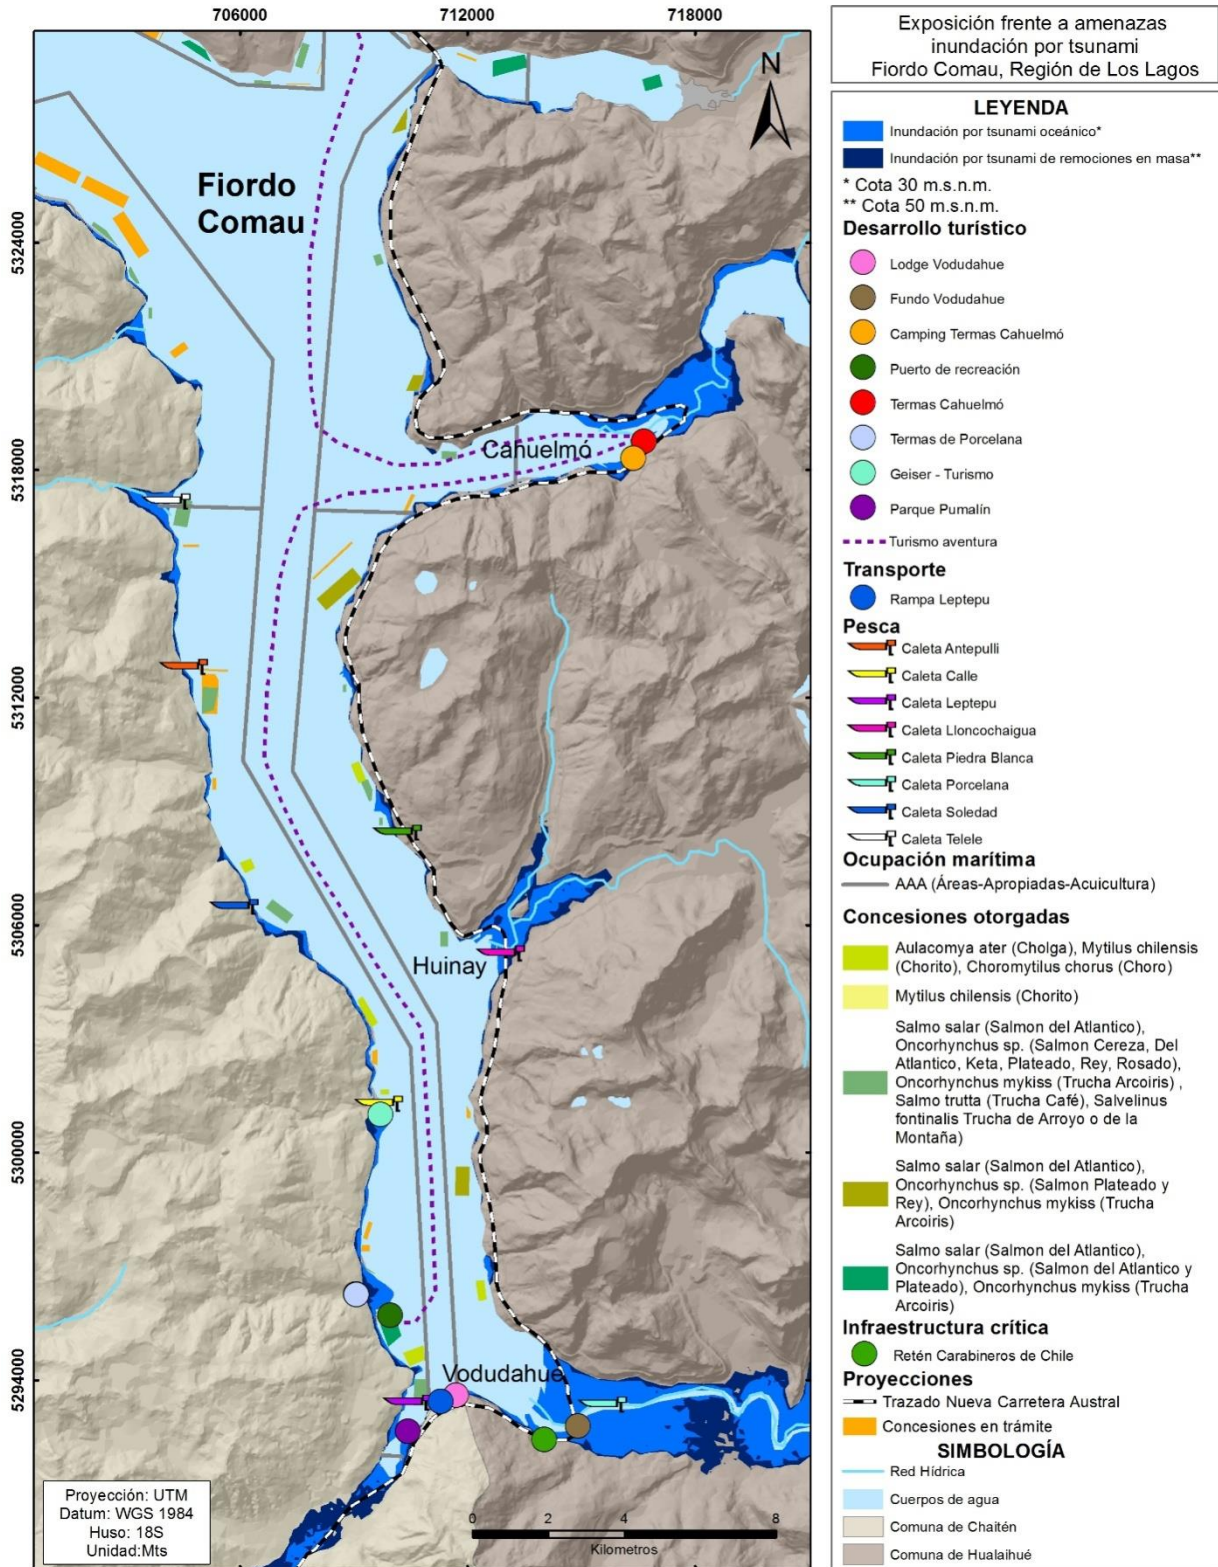 706000
712000
718000
5324000
5318000
5312000
5306000
5300000
5294000
N
Fiordo
Comau
Cahuelmó
Huinay
Vodudahue
Proyección: UTM
Datum: WGS 1984
Huso: 18S
Unidad:Mts
0 2 4 8
Kilometros
Exposición frente a amenazas
inundación por tsunami
Fiordo Comau, Región de Los Lagos
LEYENDA
Inundación por tsunami oceánico*
Inundación por tsunami de remociones en masa**
* Cota 30 m.s.n.m.
** Cota 50 m.s.n.m.
Desarrollo turístico
Lodge Vodudahue
Fundo Vodudahue
Camping Termas Cahuelmó
Puerto de recreación
Termas Cahuelmó
Termas de Porcelana
Geiser - Turismo
Parque Pumalín
Turismo aventura
Transporte
Rampa Leptepu
Pesca
Caleta Antepulli
Caleta Calle
Caleta Leptepu
Caleta Lloncochaigua
Caleta Piedra Blanca
Caleta Porcelana
Caleta Soledad
Caleta Telele
Ocupación marítima
AAA (Áreas-Apropiadas-Acuicultura)
Concesiones otorgadas
Aulacomya ater (Cholga), Mytilus chilensis
(Chorito), Choromytilus chorus (Choro)
Mytilus chilensis (Chorito)
Salmo salar (Salmon del Atlantico),
Oncorhynchus sp. (Salmon Cereza, Del
Atlantico, Keta, Plateado, Rey, Rosado),
Oncorhynchus mykiss (Trucha Arcoiris) ,
Salmo trutta (Trucha Café), Salvelinus
fontinalis Trucha de Arroyo o de la
Montaña)
Salmo salar (Salmon del Atlantico),
Oncorhynchus sp. (Salmon Plateado y
Rey), Oncorhynchus mykiss (Trucha
Arcoiris)
Salmo salar (Salmon del Atlantico),
Oncorhynchus sp. (Salmon del Atlantico y
Plateado), Oncorhynchus mykiss (Trucha
Arcoiris)
Infraestructura crítica
Retén Carabineros de Chile
Proyecciones
Trazado Nueva Carretera Austral
Concesiones en trámite
SIMBOLOGÍA
Red Hídrica
Cuerpos de agua
Comuna de Chaitén
Comuna de Hualaihué